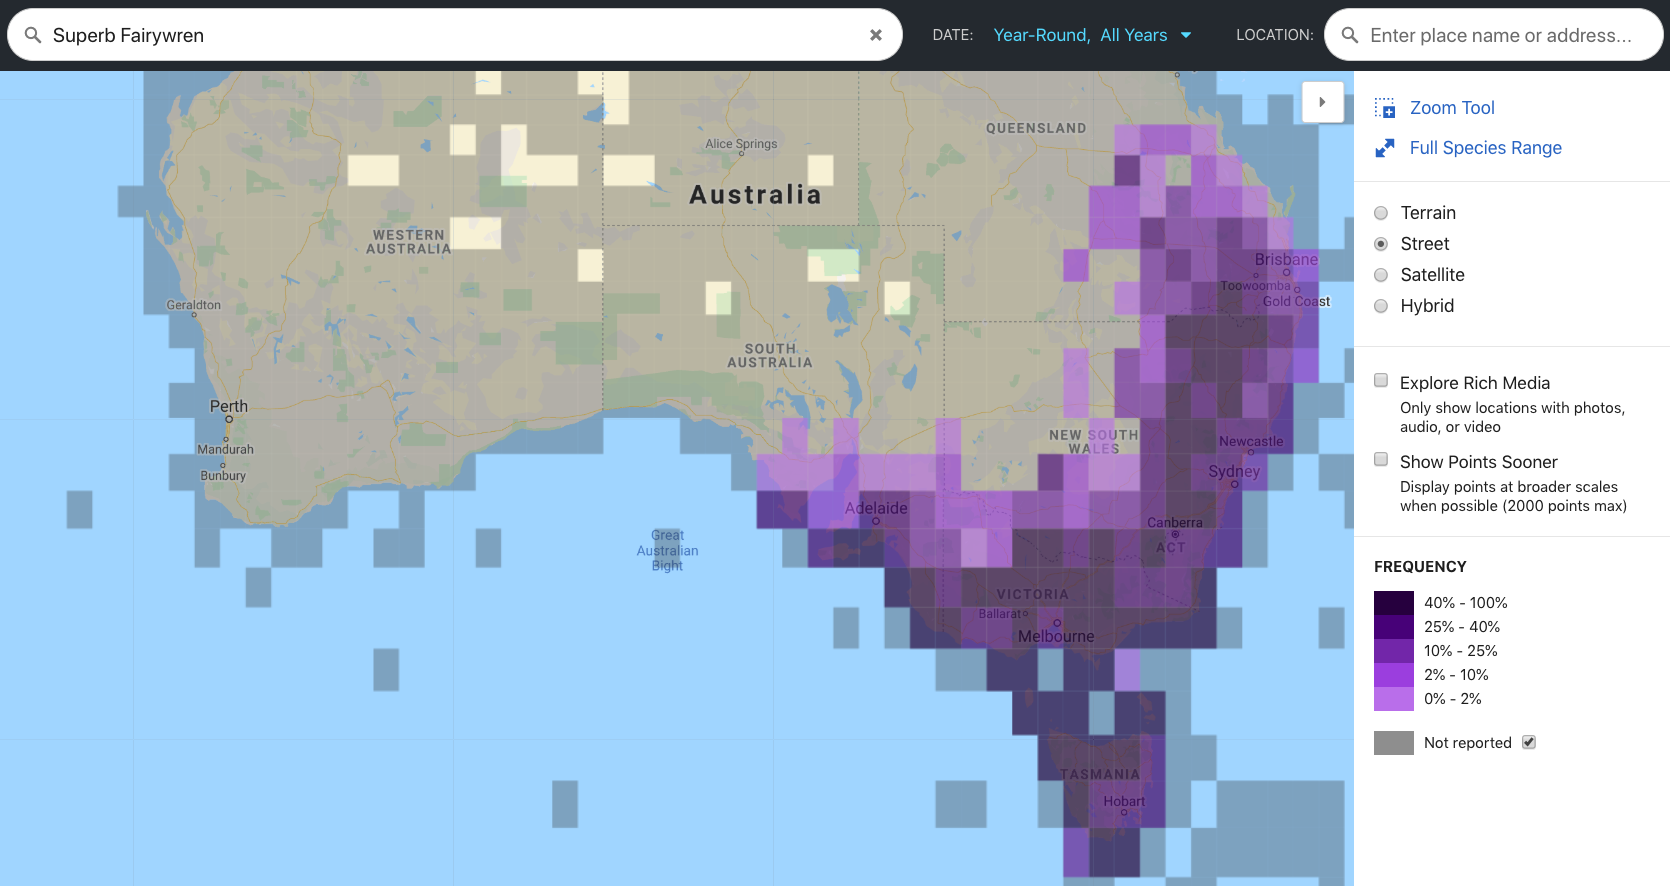 Superb Fairywren
DATE: Year-Round, All Years
LOCATION: Enter place name or address...
Zoom Tool
Full Species Range
Terrain
Street
Satellite
Hybrid
Explore Rich Media
Only show locations with photos,
audio, or video
Show Points Sooner
Display points at broader scales
when possible (2000 points max)
FREQUENCY
40% - 100%
25% - 40%
10% - 25%
2% - 10%
0% - 2%
Not reported
QUEENSLAND
Alice Springs
Australia
WESTERN
AUSTRALIA
Brisbane
Toowoomba
Gold Coast
Geraldton
SOUTH
AUSTRALIA
Perth
Mandurah
Bunbury
NEW SOUTH
WALES
Newcastle
Sydney
Adelaide
Canberra
ACT
Great
Australian
Bight
VICTORIA
Ballarat
Melbourne
TASMANIA
Hobart